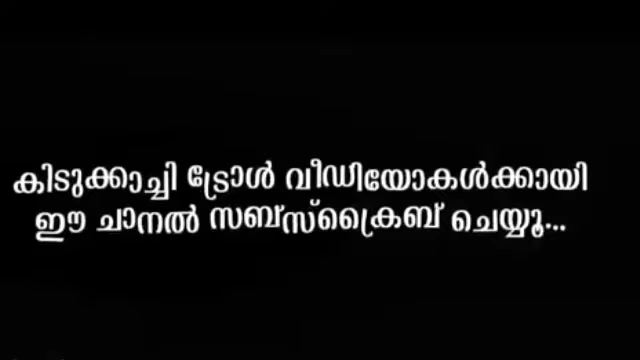 കിടുക്കാച്ചി ട്രോൾ വീഡിയോകൾക്കായി
ഈ ചാനൽ സബ്സ്ക്രൈബ് ചെയ്യൂ...